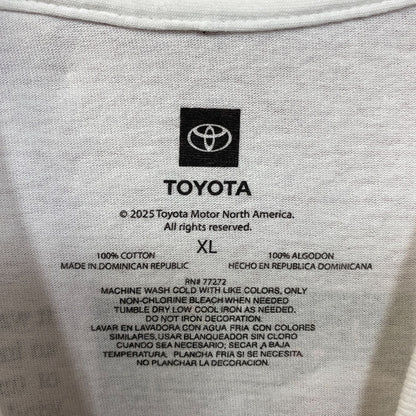 TOYOTA
© 2025 Toyota Motor North America.
All rights reserved.
XL
100% COTTON
MADE IN DOMINICAN REPUBLIC
100% ALGODON
HECHO EN REPUBLICA DOMINICANA
RN# 77272
MACHINE WASH COLD WITH LIKE COLORS, ONLY
NON-CHLORINE BLEACH WHEN NEEDED
TUMBLE DRY LOW COOL IRON AS NEEDED.
DO NOT IRON DECORATION.
LAVAR EN LAVADORA CON AGUA FRIA CON COLORES
SIMILARES, USAR BLANQUEADOR SIN CLORO
CUANDO SEA NECESARIO; SECAR A BAJA
TEMPERATURA, PLANCHA FRIA SI SE NECESITA.
NO PLANCHAR LA DECORACION.